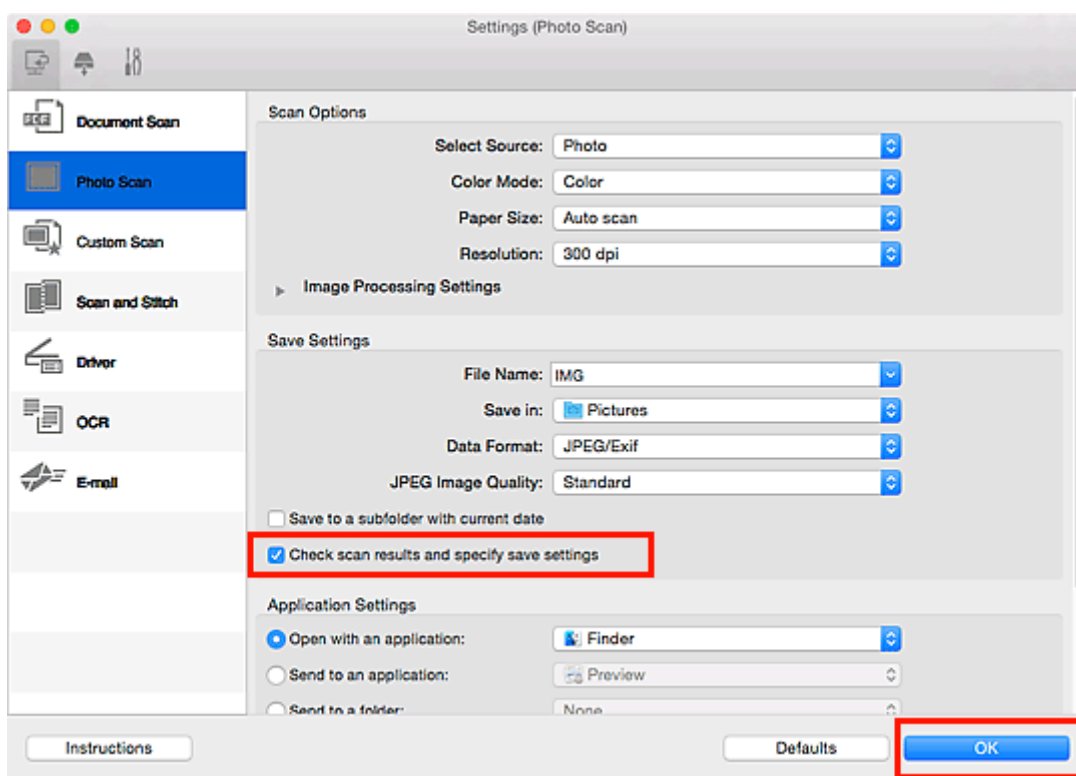 Settings (Photo Scan)
Document Scan
Photo Scan
Custom Scan
Scan and Stitch
Driver
OCR
E-mail
Scan Options
Select Source: Photo
Color Mode: Color
Paper Size: Auto scan
Resolution: 300 dpi
Image Processing Settings
Save Settings
File Name: IMG
Save in: Pictures
Data Format: JPEG/Exif
JPEG Image Quality: Standard
Save to a subfolder with current date
Check scan results and specify save settings
Application Settings
Open with an application: Finder
Send to an application: Preview
Send to a folder: None
Instructions
Defaults
OK